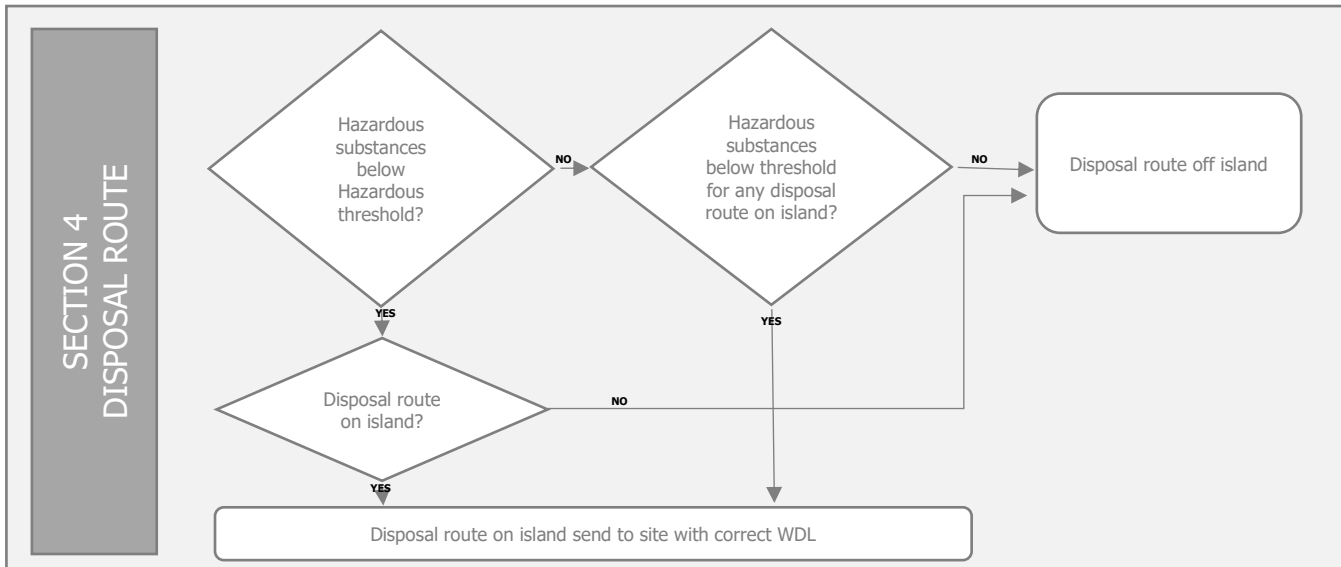 SECTION 4
DISPOSAL ROUTE
Hazardous
substances
below
Hazardous
threshold?
NO
Hazardous
substances
below threshold
for any disposal
route on island?
NO
Disposal route off island
YES
YES
Disposal route
on island?
NO
YES
Disposal route on island send to site with correct WDL